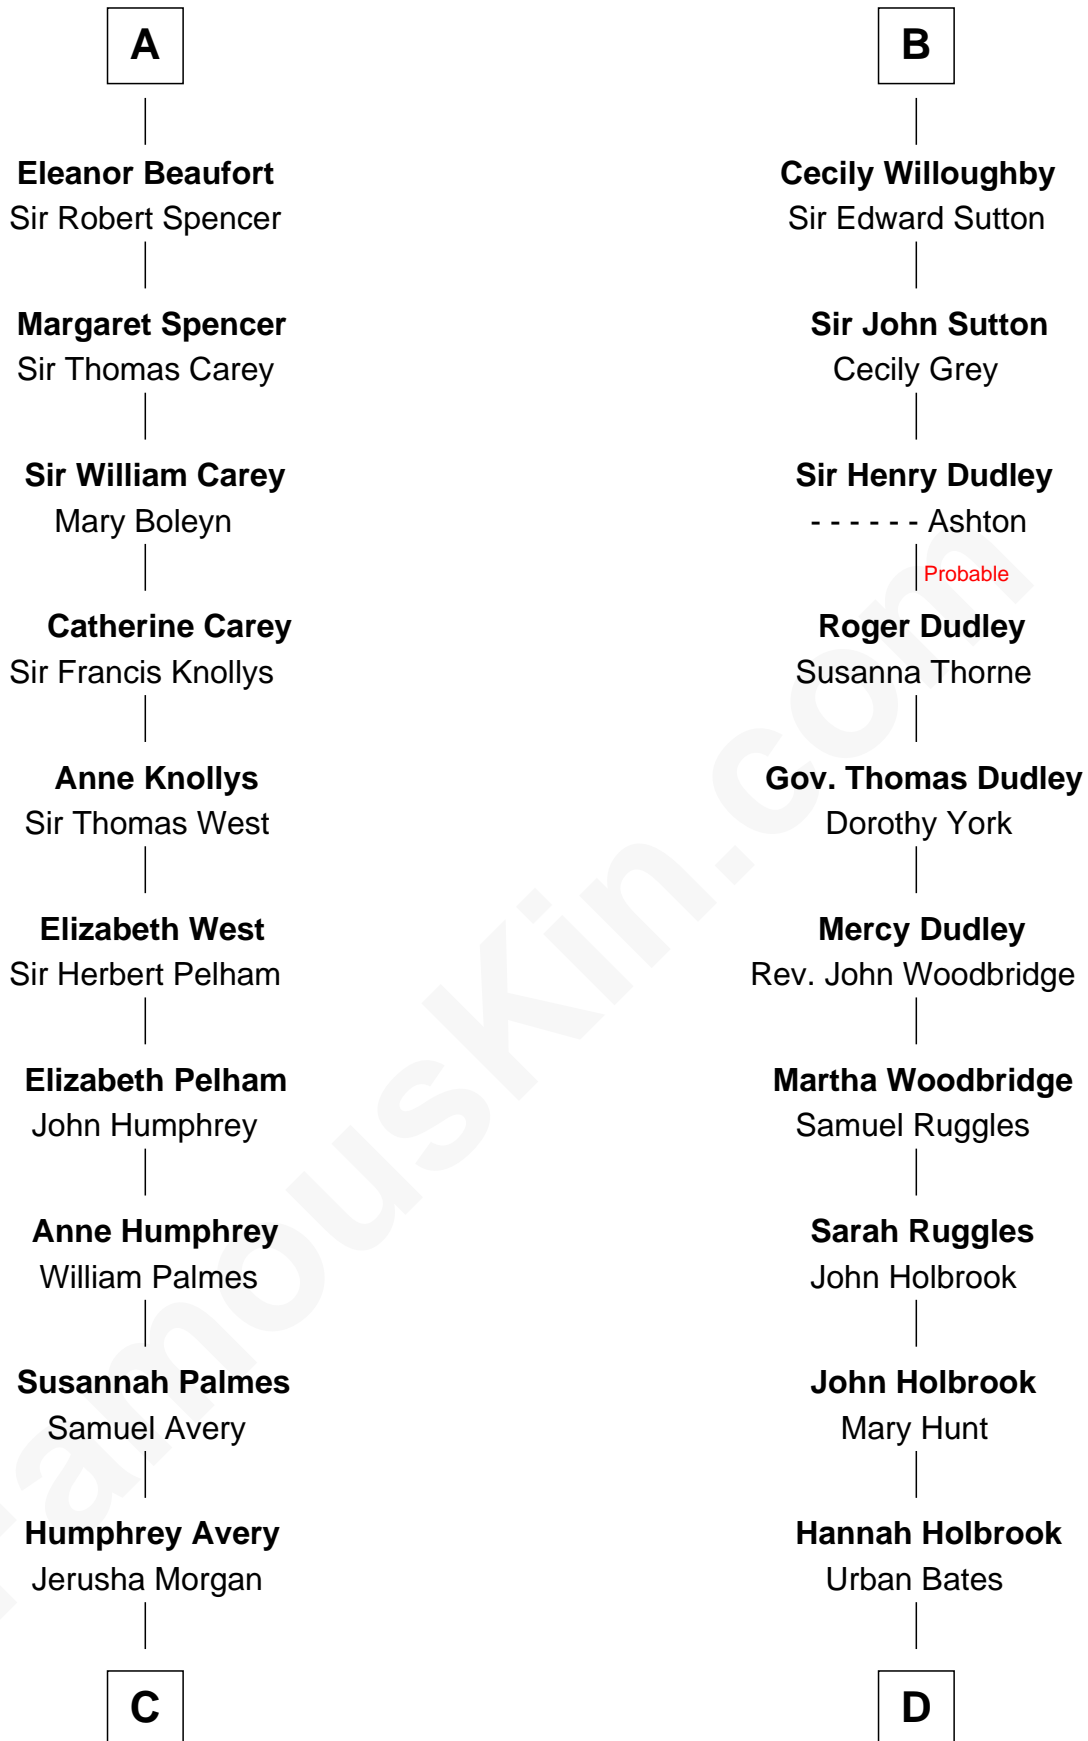 A
Eleanor Beaufort
Sir Robert Spencer
Margaret Spencer
Sir Thomas Carey
Sir William Carey
Mary Boleyn
Catherine Carey
Sir Francis Knollys
Anne Knollys
Sir Thomas West
Elizabeth West
Sir Herbert Pelham
Elizabeth Pelham
John Humphrey
Anne Humphrey
William Palmes
Susannah Palmes
Samuel Avery
Humphrey Avery
Jerusha Morgan
C
B
Cecily Willoughby
Sir Edward Sutton
Sir John Sutton
Cecily Grey
Sir Henry Dudley
- - - - - - Ashton
Probable
Roger Dudley
Susanna Thorne
Gov. Thomas Dudley
Dorothy York
Mercy Dudley
Rev. John Woodbridge
Martha Woodbridge
Samuel Ruggles
Sarah Ruggles
John Holbrook
John Holbrook
Mary Hunt
Hannah Holbrook
Urban Bates
D
FamousKin.com